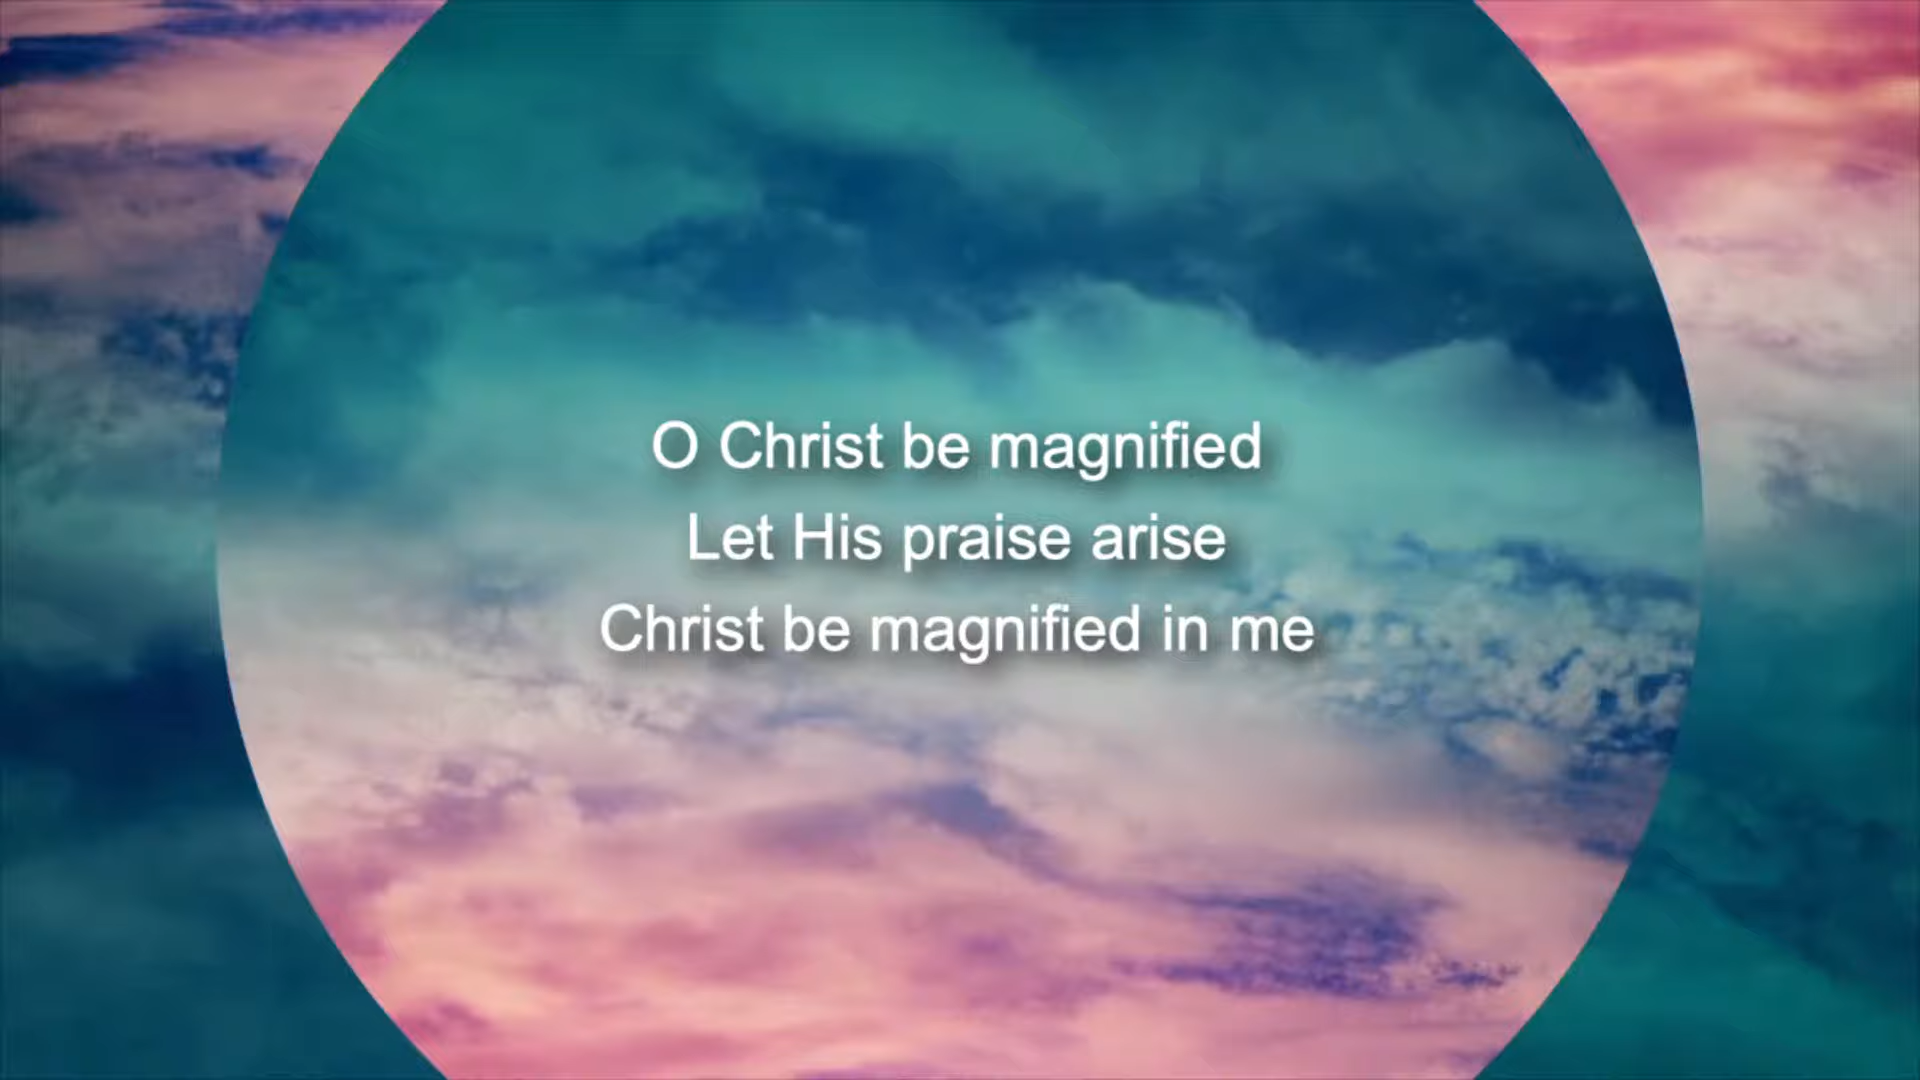 O Christ be magnified
Let His praise arise
Christ be magnified in me